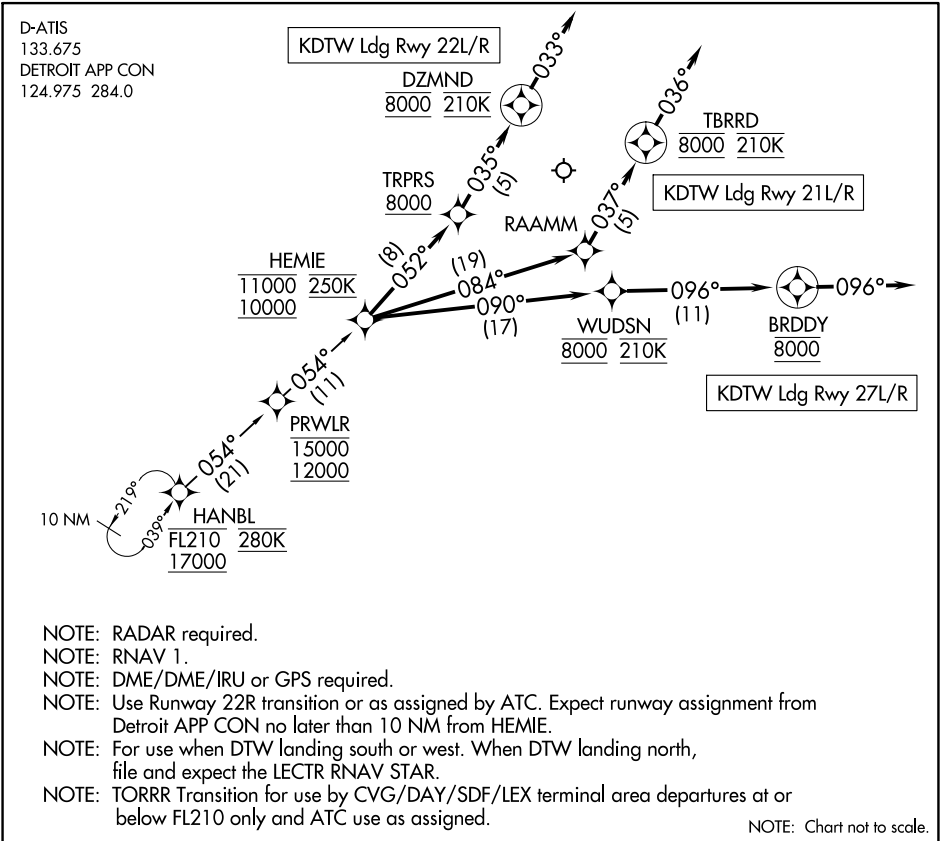 D-ATIS
133.675
DETROIT APP CON
124.975 284.0
KDTW Ldg Rwy 22L/R
DZMND
8000 210K
033°
036°
TBRRD
8000 210K
KDTW Ldg Rwy 21L/R
TRPRS
8000
035°
(5)
RAAMM
037°
(5)
HEMIE
11000 250K
10000
(8)
052°
(19)
084°
090°
(17)
WUDSN
8000 210K
096°
(11)
BRDDY
8000
096°
KDTW Ldg Rwy 27L/R
054°
(11)
PRWLR
15000
12000
054°
(21)
219°
039°
10 NM
HANBL
FL210 280K
17000
NOTE: RADAR required.
NOTE: RNAV 1.
NOTE: DME/DME/IRU or GPS required.
NOTE: Use Runway 22R transition or as assigned by ATC. Expect runway assignment from
Detroit APP CON no later than 10 NM from HEMIE.
NOTE: For use when DTW landing south or west. When DTW landing north,
file and expect the LECTR RNAV STAR.
NOTE: TORRR Transition for use by CVG/DAY/SDF/LEX terminal area departures at or
below FL210 only and ATC use as assigned.
NOTE: Chart not to scale.